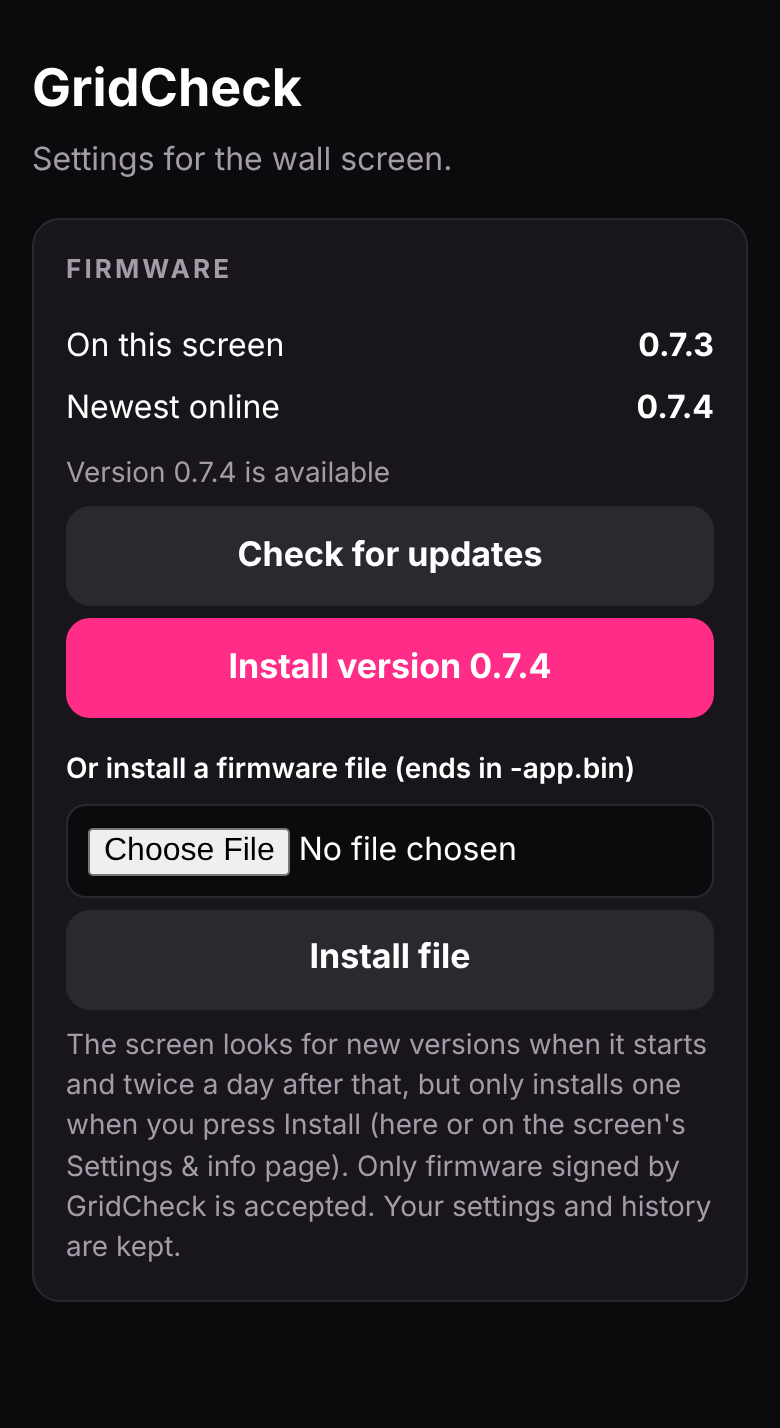 GridCheck
Settings for the wall screen.
FIRMWARE
On this screen 0.7.3
Newest online 0.7.4
Version 0.7.4 is available
Check for updates
Install version 0.7.4
Or install a firmware file (ends in -app.bin)
Choose File No file chosen
Install file
The screen looks for new versions when it starts
and twice a day after that, but only installs one
when you press Install (here or on the screen's
Settings & info page). Only firmware signed by
GridCheck is accepted. Your settings and history
are kept.